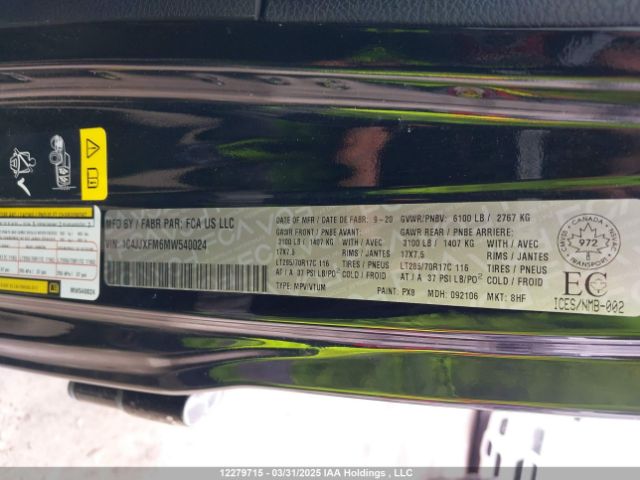 MFD BY / FABR PAR: FCA US LLC
VIN: 1C4JJXFM6MW540024
DATE OF MFR / DATE DE FABR: 9-20
GVWR/PNBV: 6100 LB / 2767 KG
GAWR FRONT / PNBE AVANT:
3100 LB / 1407 KG WITH / AVEC
17X7.5 RIMS / JANTES
LT285/70R17C 116 TIRES / PNEUS
AT / A 37 PSI LB/PO² COLD / FROID
TYPE: MPV/VTUM
GAWR REAR / PNBE ARRIERE:
3100 LB / 1407 KG WITH / AVEC
17X7.5 RIMS / JANTES
LT285/70R17C 116 TIRES / PNEUS
AT / A 37 PSI LB/PO² COLD / FROID
PAINT: PX8 MDH: 092106 MKT: 8HF
CANADA
972
TRANSPORT
EC
ICES/NMB-002
MW540024
12279715 - 03/31/2025 IAA Holdings, LLC